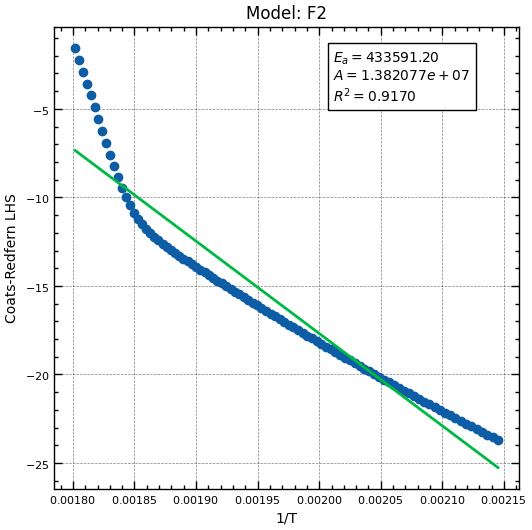 Model: F2
E_a = 433591.20
A = 1.382077e + 07
R² = 0.9170
Coats-Redfern LHS
−5
−10
−15
−20
−25
0.00180 0.00185 0.00190 0.00195 0.00200 0.00205 0.00210 0.00215
1/T